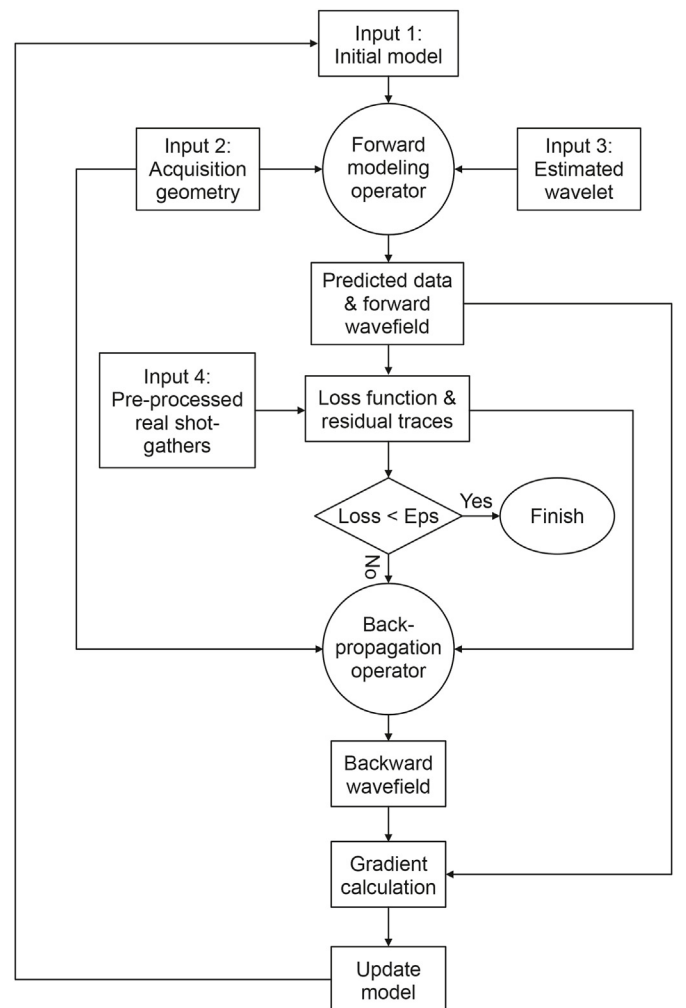 Input 1:
Initial model
Input 2:
Acquisition
geometry
Forward
modeling
operator
Input 3:
Estimated
wavelet
Predicted data
& forward
wavefield
Input 4:
Pre-processed
real shot-
gathers
Loss function &
residual traces
Loss < Eps
Yes
Finish
No
Back-
propagation
operator
Backward
wavefield
Gradient
calculation
Update
model